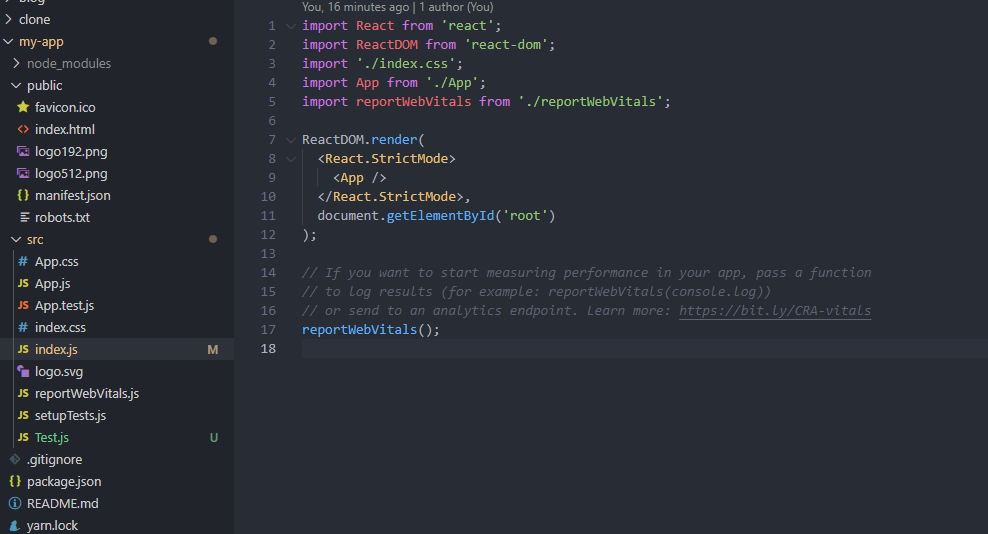 blog
clone
my-app
node_modules
public
favicon.ico
index.html
logo192.png
logo512.png
manifest.json
robots.txt
src
App.css
App.js
App.test.js
index.css
index.js M
logo.svg
reportWebVitals.js
setupTests.js
Test.js U
.gitignore
package.json
README.md
yarn.lock
You, 16 minutes ago | 1 author (You)
1 import React from 'react';
2 import ReactDOM from 'react-dom';
3 import './index.css';
4 import App from './App';
5 import reportWebVitals from './reportWebVitals';
6
7 ReactDOM.render(
8 <React.StrictMode>
9 <App />
10 </React.StrictMode>,
11 document.getElementById('root')
12 );
13
14 // If you want to start measuring performance in your app, pass a function
15 // to log results (for example: reportWebVitals(console.log))
16 // or send to an analytics endpoint. Learn more: https://bit.ly/CRA-vitals
17 reportWebVitals();
18